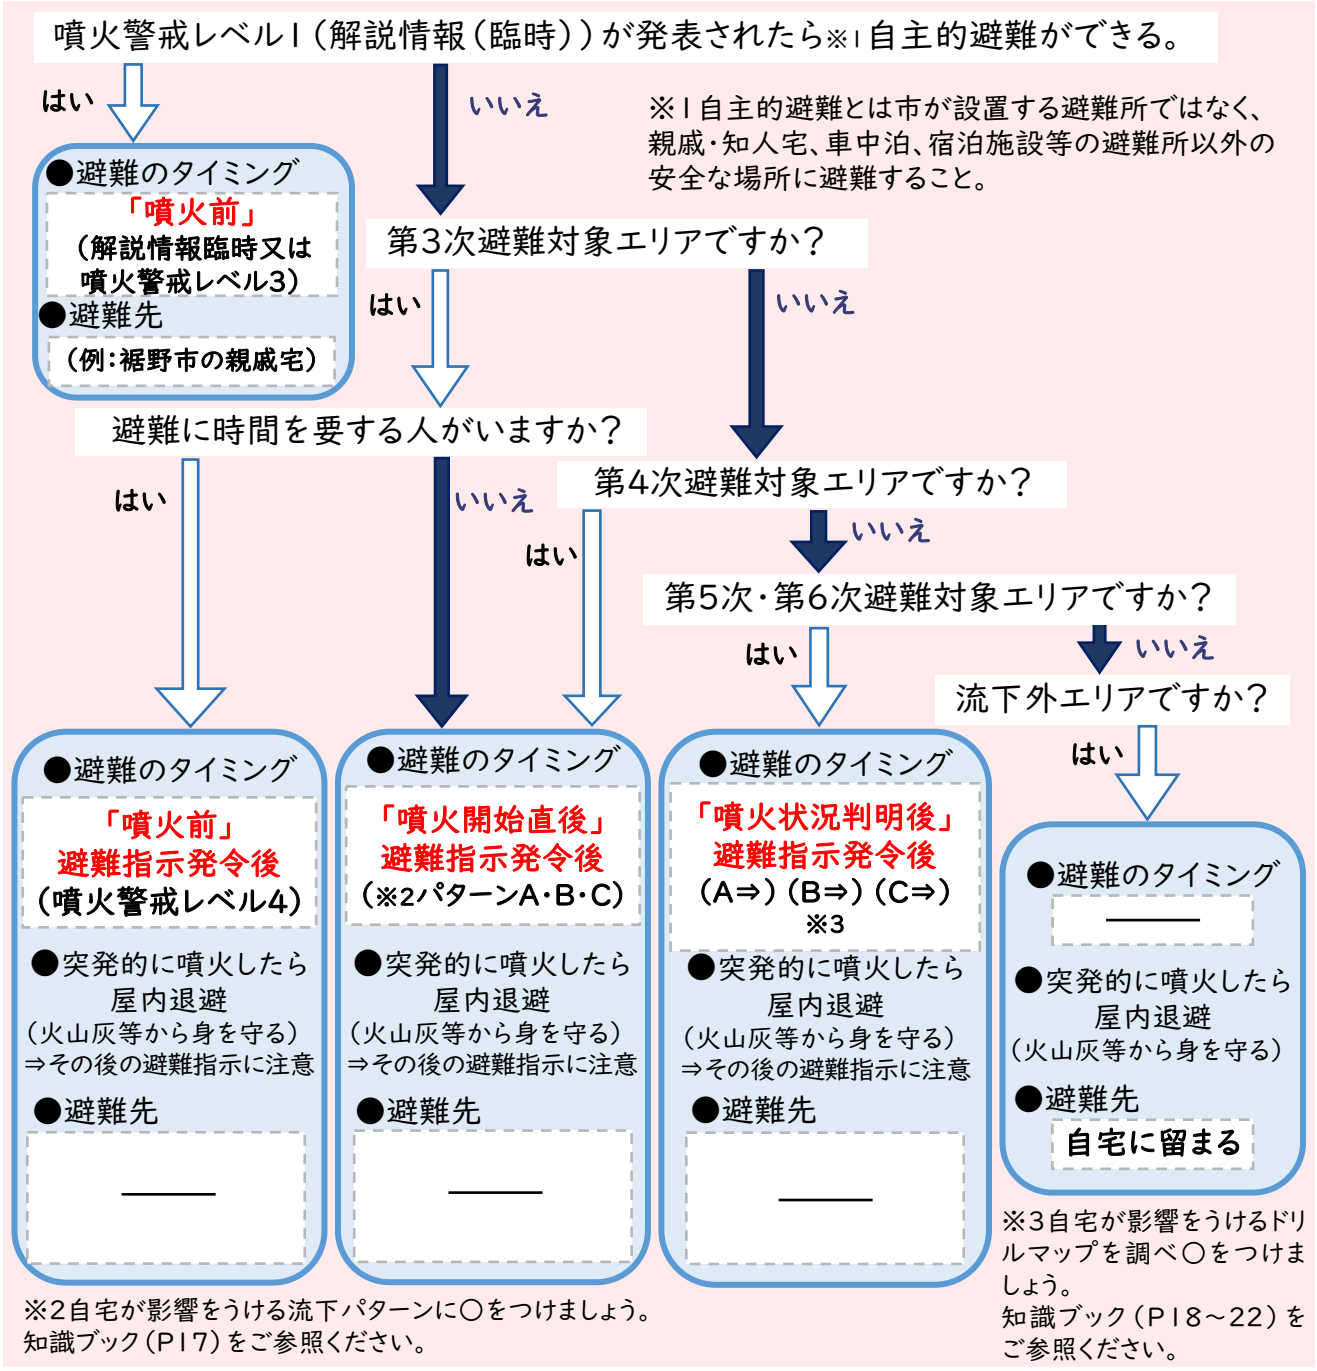 噴火警戒レベル1（解説情報（臨時））が発表されたら※1自主的避難ができる。
はい
いいえ
※1自主的避難とは市が設置する避難所ではなく、
親戚・知人宅、車中泊、宿泊施設等の避難所以外の
安全な場所に避難すること。
●避難のタイミング
「噴火前」
（解説情報臨時又は
噴火警戒レベル3）
●避難先
（例：裾野市の親戚宅）
第3次避難対象エリアですか？
はい
いいえ
避難に時間を要する人がいますか？
はい
いいえ
第4次避難対象エリアですか？
はい
いいえ
第5次・第6次避難対象エリアですか？
はい
いいえ
流下外エリアですか？
はい
●避難のタイミング
「噴火前」
避難指示発令後
（噴火警戒レベル4）
●突発的に噴火したら
屋内退避
（火山灰等から身を守る）
⇒その後の避難指示に注意
●避難先
●避難のタイミング
「噴火開始直後」
避難指示発令後
（※2パターンA・B・C）
●突発的に噴火したら
屋内退避
（火山灰等から身を守る）
⇒その後の避難指示に注意
●避難先
●避難のタイミング
「噴火状況判明後」
避難指示発令後
（A⇒）（B⇒）（C⇒）
※3
●突発的に噴火したら
屋内退避
（火山灰等から身を守る）
⇒その後の避難指示に注意
●避難先
●避難のタイミング
●突発的に噴火したら
屋内退避
（火山灰等から身を守る）
●避難先
自宅に留まる
※2自宅が影響をうける流下パターンに○をつけましょう。
知識ブック（P17）をご参照ください。
※3自宅が影響をうけるドリ
ルマップを調べ○をつけま
しょう。
知識ブック（P18～22）を
ご参照ください。